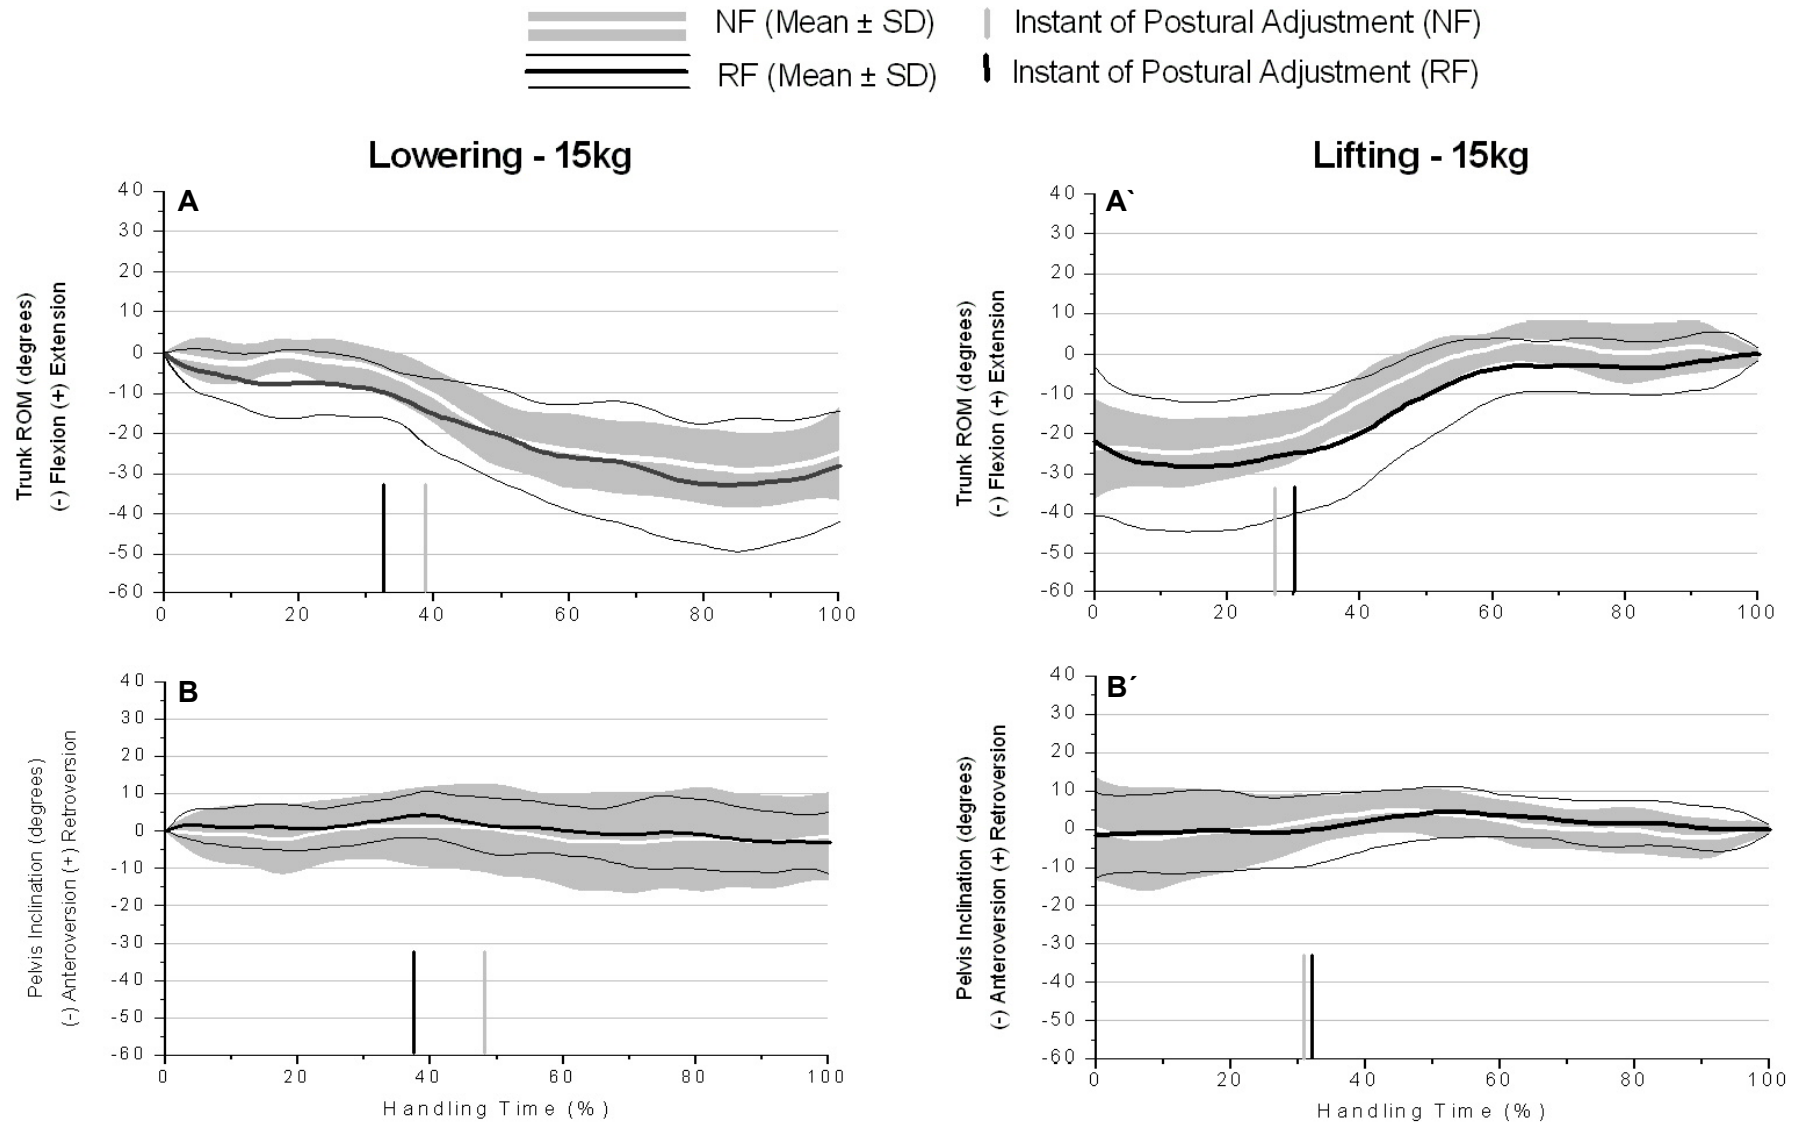 NF (Mean ± SD)
Instant of Postural Adjustment (NF)
RF (Mean ± SD)
Instant of Postural Adjustment (RF)
Lowering - 15kg
Lifting - 15kg
A
Trunk ROM (degrees)
(-) Flexion (+) Extension
40
30
20
10
0
-10
-20
-30
-40
-50
-60
0 20 40 60 80 100
A`
Trunk ROM (degrees)
(-) Flexion (+) Extension
40
30
20
10
0
-10
-20
-30
-40
-50
-60
0 20 40 60 80 100
B
Pelvis Inclination (degrees)
(-) Anteroversion (+) Retroversion
40
30
20
10
0
-10
-20
-30
-40
-50
-60
0 20 40 60 80 100
Handling Time (%)
B´
Pelvis Inclination (degrees)
(-) Anteroversion (+) Retroversion
40
30
20
10
0
-10
-20
-30
-40
-50
-60
0 20 40 60 80 100
Handling Time (%)